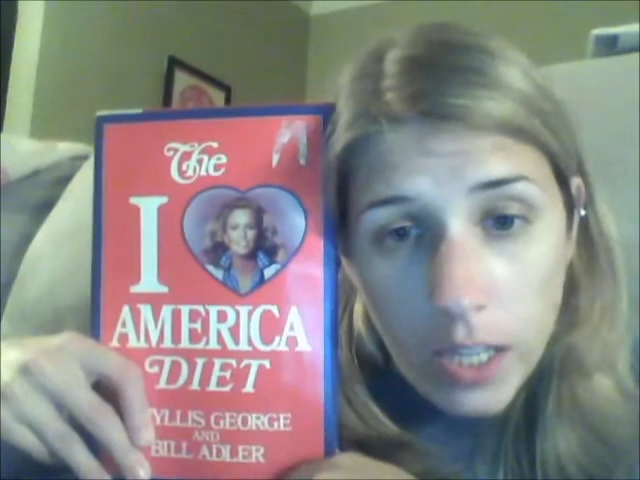 The
I
AMERICA
DIET
YLLIS GEORGE
AND
BILL ADLER